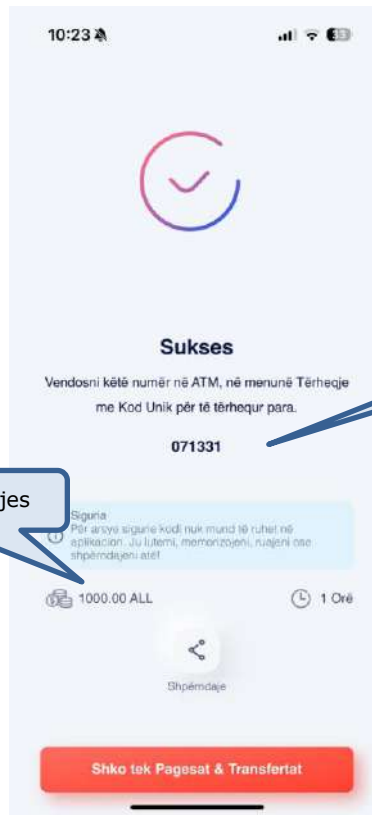 10:23
33
Sukses
Vendosni këtë numër në ATM, në menunë Tërheqje
me Kod Unik për të tërhequr para.
071331
jes
Siguria
Për arsye sigurie kodi nuk mund të ruhet në
aplikacion. Ju lutemi, memorizojeni, ruajeni ose
shpërndajeni atë!
1000.00 ALL
1 Orë
Shpërndaje
Shko tek Pagesat & Transfertat